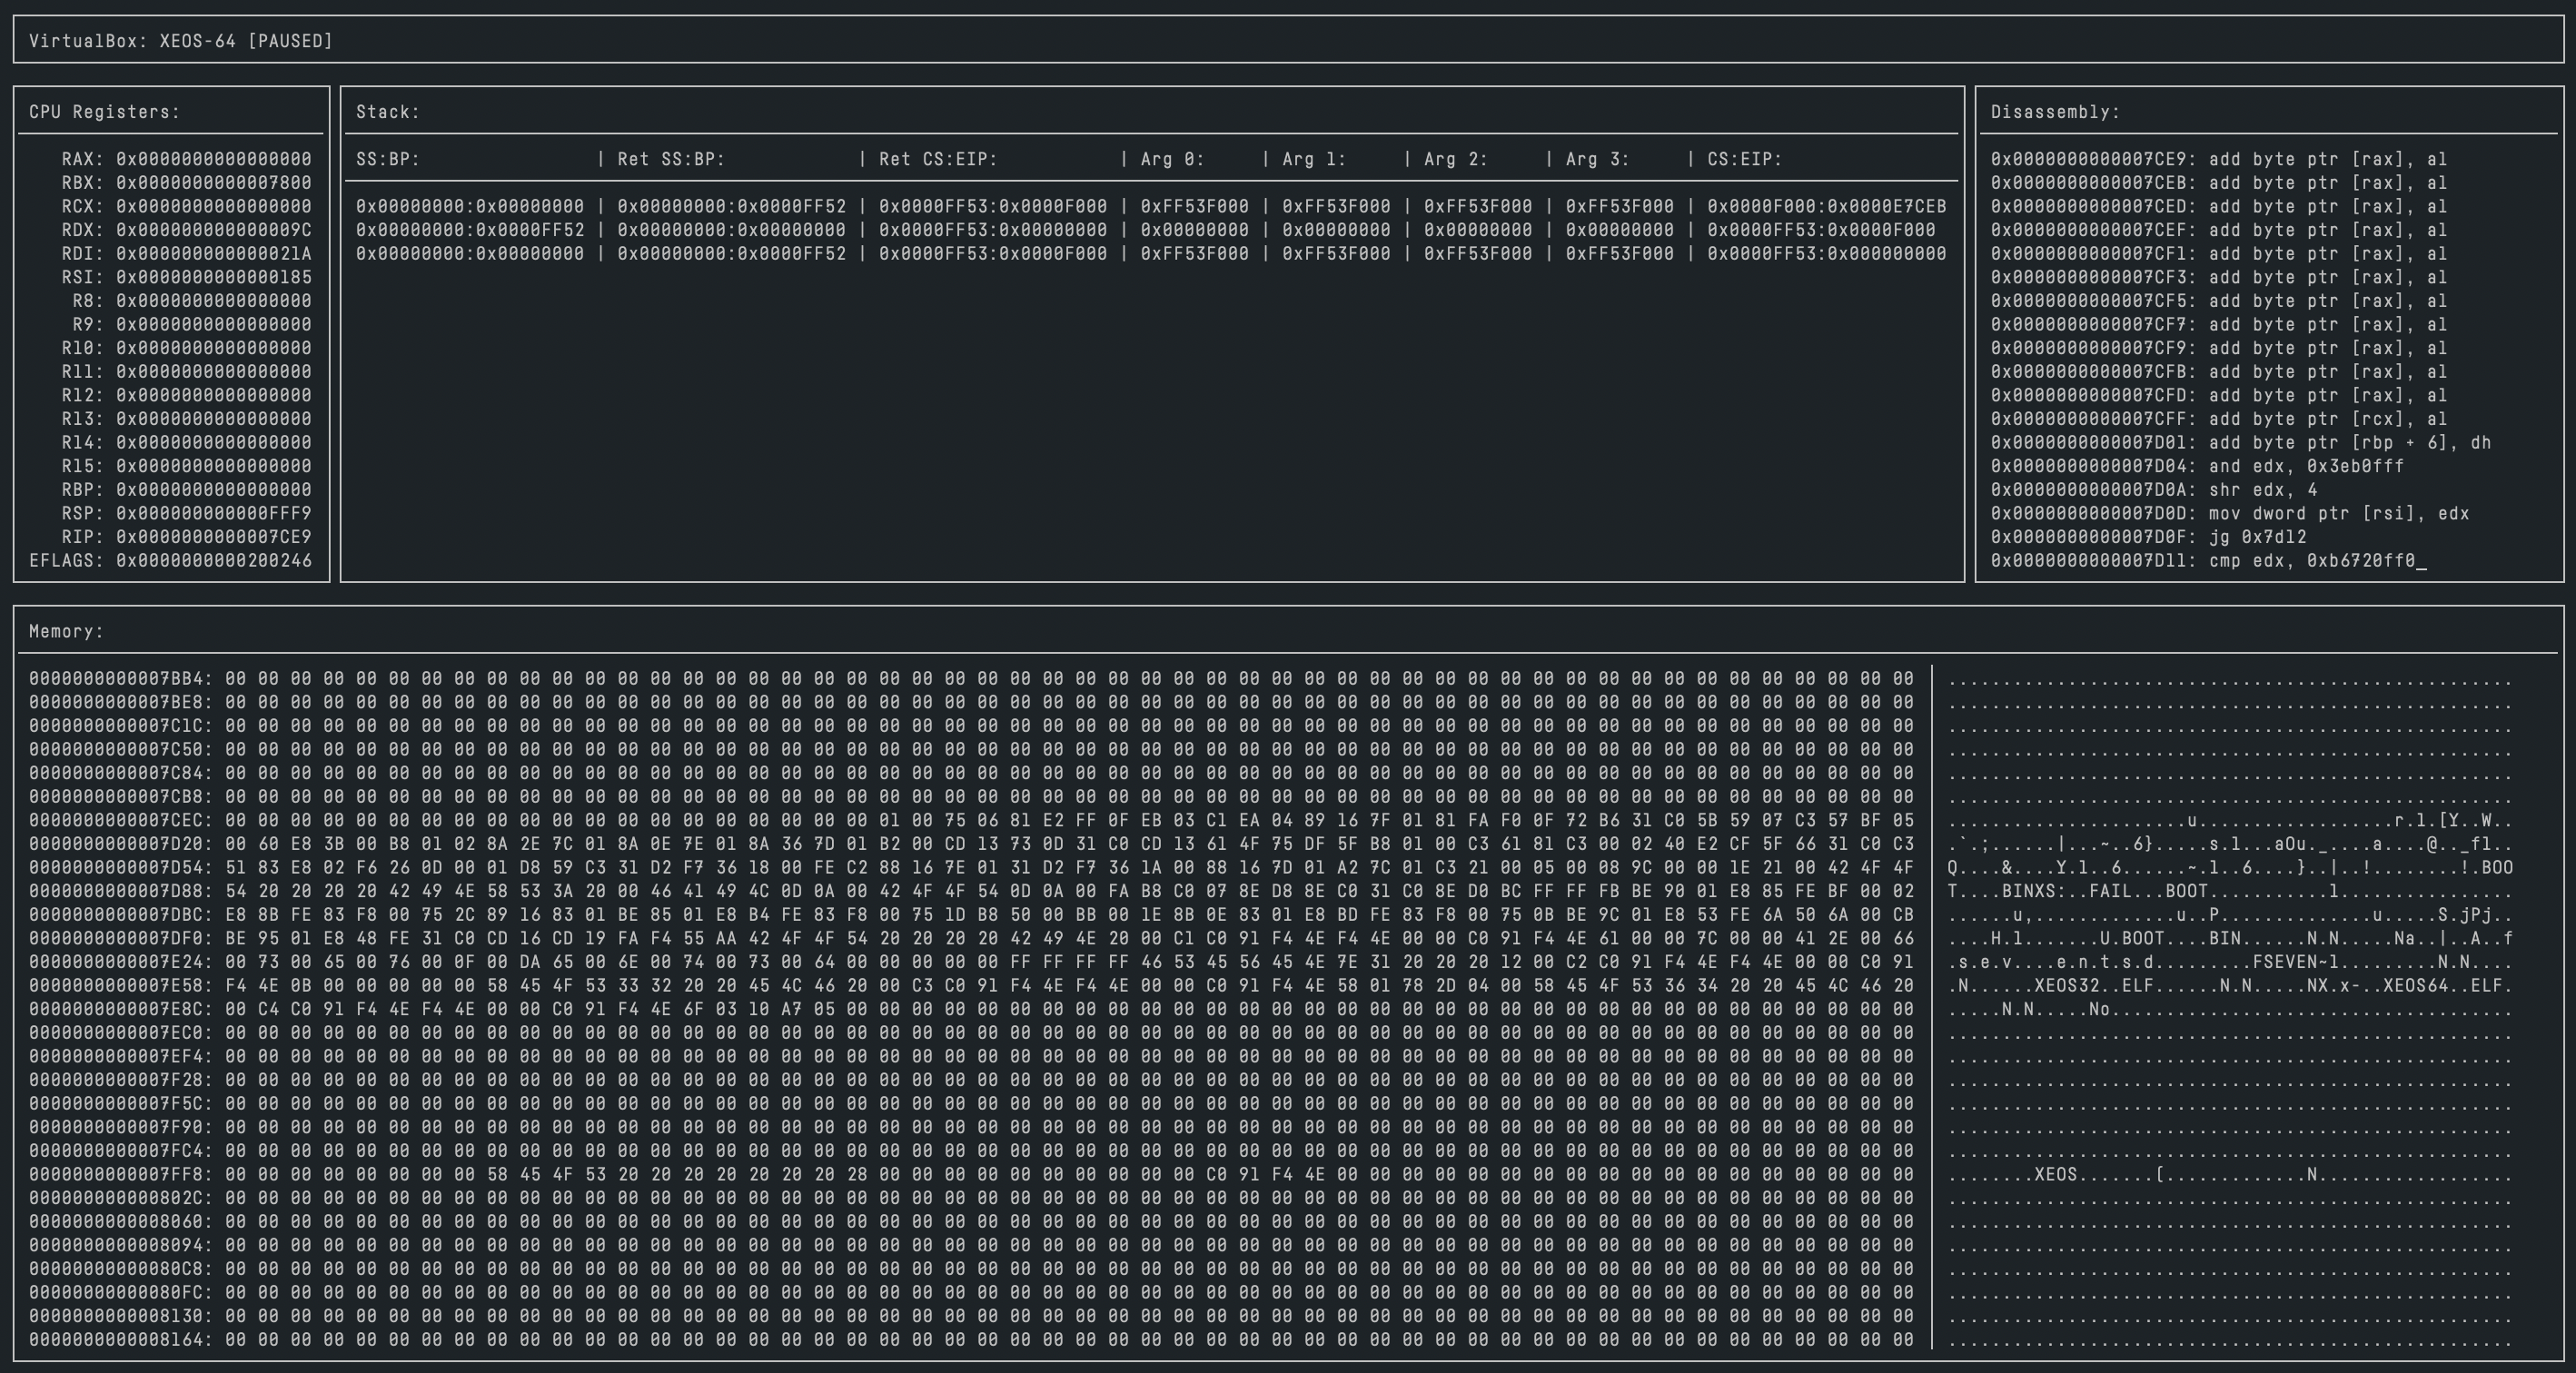 VirtualBox: XEOS-64 [PAUSED]
CPU Registers:
RAX: 0x0000000000000000
RBX: 0x0000000000007800
RCX: 0x0000000000000000
RDX: 0x000000000000009C
RDI: 0x000000000000021A
RSI: 0x0000000000000185
R8: 0x0000000000000000
R9: 0x0000000000000000
R10: 0x0000000000000000
R11: 0x0000000000000000
R12: 0x0000000000000000
R13: 0x0000000000000000
R14: 0x0000000000000000
R15: 0x0000000000000000
RBP: 0x0000000000000000
RSP: 0x000000000000FFF9
RIP: 0x0000000000007CE9
EFLAGS: 0x0000000000200246
Stack:
SS:BP: | Ret SS:BP: | Ret CS:EIP: | Arg 0: | Arg 1: | Arg 2: | Arg 3: | CS:EIP:
0x00000000:0x00000000 | 0x00000000:0x0000FF52 | 0x0000FF53:0x0000F000 | 0xFF53F000 | 0xFF53F000 | 0xFF53F000 | 0xFF53F000 | 0x0000F000:0x0000E7CEB
0x00000000:0x0000FF52 | 0x00000000:0x00000000 | 0x0000FF53:0x00000000 | 0x00000000 | 0x00000000 | 0x00000000 | 0x00000000 | 0x0000FF53:0x0000F000
0x00000000:0x00000000 | 0x00000000:0x0000FF52 | 0x0000FF53:0x0000F000 | 0xFF53F000 | 0xFF53F000 | 0xFF53F000 | 0xFF53F000 | 0x0000FF53:0x000000000
Disassembly:
0x0000000000007CE9: add byte ptr [rax], al
0x0000000000007CEB: add byte ptr [rax], al
0x0000000000007CED: add byte ptr [rax], al
0x0000000000007CEF: add byte ptr [rax], al
0x0000000000007CF1: add byte ptr [rax], al
0x0000000000007CF3: add byte ptr [rax], al
0x0000000000007CF5: add byte ptr [rax], al
0x0000000000007CF7: add byte ptr [rax], al
0x0000000000007CF9: add byte ptr [rax], al
0x0000000000007CFB: add byte ptr [rax], al
0x0000000000007CFD: add byte ptr [rax], al
0x0000000000007CFF: add byte ptr [rcx], al
0x0000000000007D01: add byte ptr [rbp + 6], dh
0x0000000000007D04: and edx, 0x3eb0fff
0x0000000000007D0A: shr edx, 4
0x0000000000007D0D: mov dword ptr [rsi], edx
0x0000000000007D0F: jg 0x7d12
0x0000000000007D11: cmp edx, 0xb6720ff0_
Memory:
0000000000007BB4: 00 00 00 00 00 00 00 00 00 00 00 00 00 00 00 00 00 00 00 00 00 00 00 00 00 00 00 00 00 00 00 00 00 00 00 00 00 00 00 00 00 00 00 00 00 00 00 00 00 00 00 00 | ....................................................
0000000000007BE8: 00 00 00 00 00 00 00 00 00 00 00 00 00 00 00 00 00 00 00 00 00 00 00 00 00 00 00 00 00 00 00 00 00 00 00 00 00 00 00 00 00 00 00 00 00 00 00 00 00 00 00 00 | ....................................................
0000000000007C1C: 00 00 00 00 00 00 00 00 00 00 00 00 00 00 00 00 00 00 00 00 00 00 00 00 00 00 00 00 00 00 00 00 00 00 00 00 00 00 00 00 00 00 00 00 00 00 00 00 00 00 00 00 | ....................................................
0000000000007C50: 00 00 00 00 00 00 00 00 00 00 00 00 00 00 00 00 00 00 00 00 00 00 00 00 00 00 00 00 00 00 00 00 00 00 00 00 00 00 00 00 00 00 00 00 00 00 00 00 00 00 00 00 | ....................................................
0000000000007C84: 00 00 00 00 00 00 00 00 00 00 00 00 00 00 00 00 00 00 00 00 00 00 00 00 00 00 00 00 00 00 00 00 00 00 00 00 00 00 00 00 00 00 00 00 00 00 00 00 00 00 00 00 | ....................................................
0000000000007CB8: 00 00 00 00 00 00 00 00 00 00 00 00 00 00 00 00 00 00 00 00 00 00 00 00 00 00 00 00 00 00 00 00 00 00 00 00 00 00 00 00 00 00 00 00 00 00 00 00 00 00 00 00 | ....................................................
0000000000007CEC: 00 00 00 00 00 00 00 00 00 00 00 00 00 00 00 00 00 00 00 00 01 00 75 06 81 E2 FF 0F EB 03 C1 EA 04 89 16 7F 01 81 FA F0 0F 72 B6 31 C0 5B 59 07 C3 57 BF 05 | ......................u..................r.1.[Y..W..
0000000000007D20: 00 60 E8 3B 00 B8 01 02 8A 2E 7C 01 8A 0E 7E 01 8A 36 7D 01 B2 00 CD 13 73 0D 31 C0 CD 13 61 4F 75 DF 5F B8 01 00 C3 61 81 C3 00 02 40 E2 CF 5F 66 31 C0 C3 | .`.;......|...~..6}.....s.1...aOu._....a....@.._f1..
0000000000007D54: 51 83 E8 02 F6 26 0D 00 01 D8 59 C3 31 D2 F7 36 18 00 FE C2 88 16 7E 01 31 D2 F7 36 1A 00 88 16 7D 01 A2 7C 01 C3 21 00 05 00 08 9C 00 00 1E 21 00 42 4F 4F | Q....&....Y.1..6......~.1..6....}..|..!........!.BOO
0000000000007D88: 54 20 20 20 20 42 49 4E 58 53 3A 20 00 46 41 49 4C 0D 0A 00 42 4F 4F 54 0D 0A 00 FA B8 C0 07 8E D8 8E C0 31 C0 8E D0 BC FF FF FB BE 90 01 E8 85 FE BF 00 02 | T....BINXS:..FAIL...BOOT...........1................
0000000000007DBC: E8 8B FE 83 F8 00 75 2C 89 16 83 01 BE 85 01 E8 B4 FE 83 F8 00 75 1D B8 50 00 BB 00 1E 8B 0E 83 01 E8 BD FE 83 F8 00 75 0B BE 9C 01 E8 53 FE 6A 50 6A 00 CB | ......u,.............u..P..............u.....S.jPj..
0000000000007DF0: BE 95 01 E8 48 FE 31 C0 CD 16 CD 19 FA F4 55 AA 42 4F 4F 54 20 20 20 20 42 49 4E 20 00 C1 C0 91 F4 4E F4 4E 00 00 C0 91 F4 4E 61 00 00 7C 00 00 41 2E 00 66 | ....H.1.......U.BOOT....BIN......N.N.....Na..|..A..f
0000000000007E24: 00 73 00 65 00 76 00 0F 00 DA 65 00 6E 00 74 00 73 00 64 00 00 00 00 00 FF FF FF FF 46 53 45 56 45 4E 7E 31 20 20 20 12 00 C2 C0 91 F4 4E F4 4E 00 00 C0 91 | .s.e.v....e.n.t.s.d.........FSEVEN~1.........N.N....
0000000000007E58: F4 4E 0B 00 00 00 00 00 58 45 4F 53 33 32 20 20 45 4C 46 20 00 C3 C0 91 F4 4E F4 4E 00 00 C0 91 F4 4E 58 01 78 2D 04 00 58 45 4F 53 36 34 20 20 45 4C 46 20 | .N......XEOS32..ELF......N.N.....NX.x-..XEOS64..ELF.
0000000000007E8C: 00 C4 C0 91 F4 4E F4 4E 00 00 C0 91 F4 4E 6F 03 10 A7 05 00 00 00 00 00 00 00 00 00 00 00 00 00 00 00 00 00 00 00 00 00 00 00 00 00 00 00 00 00 00 00 00 00 | .....N.N.....No.....................................
0000000000007EC0: 00 00 00 00 00 00 00 00 00 00 00 00 00 00 00 00 00 00 00 00 00 00 00 00 00 00 00 00 00 00 00 00 00 00 00 00 00 00 00 00 00 00 00 00 00 00 00 00 00 00 00 00 | ....................................................
0000000000007EF4: 00 00 00 00 00 00 00 00 00 00 00 00 00 00 00 00 00 00 00 00 00 00 00 00 00 00 00 00 00 00 00 00 00 00 00 00 00 00 00 00 00 00 00 00 00 00 00 00 00 00 00 00 | ....................................................
0000000000007F28: 00 00 00 00 00 00 00 00 00 00 00 00 00 00 00 00 00 00 00 00 00 00 00 00 00 00 00 00 00 00 00 00 00 00 00 00 00 00 00 00 00 00 00 00 00 00 00 00 00 00 00 00 | ....................................................
0000000000007F5C: 00 00 00 00 00 00 00 00 00 00 00 00 00 00 00 00 00 00 00 00 00 00 00 00 00 00 00 00 00 00 00 00 00 00 00 00 00 00 00 00 00 00 00 00 00 00 00 00 00 00 00 00 | ....................................................
0000000000007F90: 00 00 00 00 00 00 00 00 00 00 00 00 00 00 00 00 00 00 00 00 00 00 00 00 00 00 00 00 00 00 00 00 00 00 00 00 00 00 00 00 00 00 00 00 00 00 00 00 00 00 00 00 | ....................................................
0000000000007FC4: 00 00 00 00 00 00 00 00 00 00 00 00 00 00 00 00 00 00 00 00 00 00 00 00 00 00 00 00 00 00 00 00 00 00 00 00 00 00 00 00 00 00 00 00 00 00 00 00 00 00 00 00 | ....................................................
0000000000007FF8: 00 00 00 00 00 00 00 00 58 45 4F 53 20 20 20 20 20 20 20 28 00 00 00 00 00 00 00 00 00 00 C0 91 F4 4E 00 00 00 00 00 00 00 00 00 00 00 00 00 00 00 00 00 00 | ........XEOS.......(.............N..................
000000000000802C: 00 00 00 00 00 00 00 00 00 00 00 00 00 00 00 00 00 00 00 00 00 00 00 00 00 00 00 00 00 00 00 00 00 00 00 00 00 00 00 00 00 00 00 00 00 00 00 00 00 00 00 00 | ....................................................
0000000000008060: 00 00 00 00 00 00 00 00 00 00 00 00 00 00 00 00 00 00 00 00 00 00 00 00 00 00 00 00 00 00 00 00 00 00 00 00 00 00 00 00 00 00 00 00 00 00 00 00 00 00 00 00 | ....................................................
0000000000008094: 00 00 00 00 00 00 00 00 00 00 00 00 00 00 00 00 00 00 00 00 00 00 00 00 00 00 00 00 00 00 00 00 00 00 00 00 00 00 00 00 00 00 00 00 00 00 00 00 00 00 00 00 | ....................................................
00000000000080C8: 00 00 00 00 00 00 00 00 00 00 00 00 00 00 00 00 00 00 00 00 00 00 00 00 00 00 00 00 00 00 00 00 00 00 00 00 00 00 00 00 00 00 00 00 00 00 00 00 00 00 00 00 | ....................................................
00000000000080FC: 00 00 00 00 00 00 00 00 00 00 00 00 00 00 00 00 00 00 00 00 00 00 00 00 00 00 00 00 00 00 00 00 00 00 00 00 00 00 00 00 00 00 00 00 00 00 00 00 00 00 00 00 | ....................................................
0000000000008130: 00 00 00 00 00 00 00 00 00 00 00 00 00 00 00 00 00 00 00 00 00 00 00 00 00 00 00 00 00 00 00 00 00 00 00 00 00 00 00 00 00 00 00 00 00 00 00 00 00 00 00 00 | ....................................................
0000000000008164: 00 00 00 00 00 00 00 00 00 00 00 00 00 00 00 00 00 00 00 00 00 00 00 00 00 00 00 00 00 00 00 00 00 00 00 00 00 00 00 00 00 00 00 00 00 00 00 00 00 00 00 00 | ....................................................